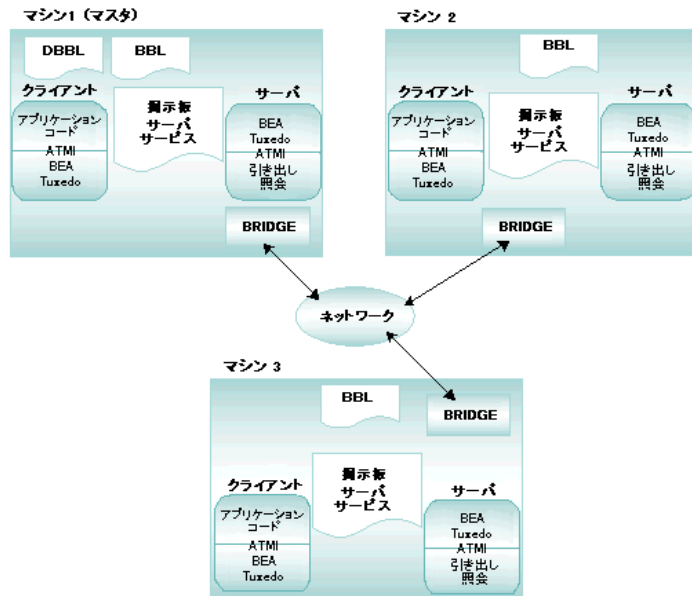 マシン1 (マスタ)
DBBL
BBL
クライアント
アプリケーション
コード
ATMI
BEA
Tuxedo
掲示板
サーバ
サービス
サーバ
BEA
Tuxedo
ATMI
引き出し
照会
BRIDGE
マシン 2
BBL
クライアント
アプリケーション
コード
ATMI
BEA
Tuxedo
掲示板
サーバ
サービス
サーバ
BEA
Tuxedo
ATMI
引き出し
照会
BRIDGE
ネットワーク
マシン 3
BBL
BRIDGE
クライアント
アプリケーション
コード
ATMI
BEA
Tuxedo
掲示板
サーバ
サービス
サーバ
BEA
Tuxedo
ATMI
引き出し
照会